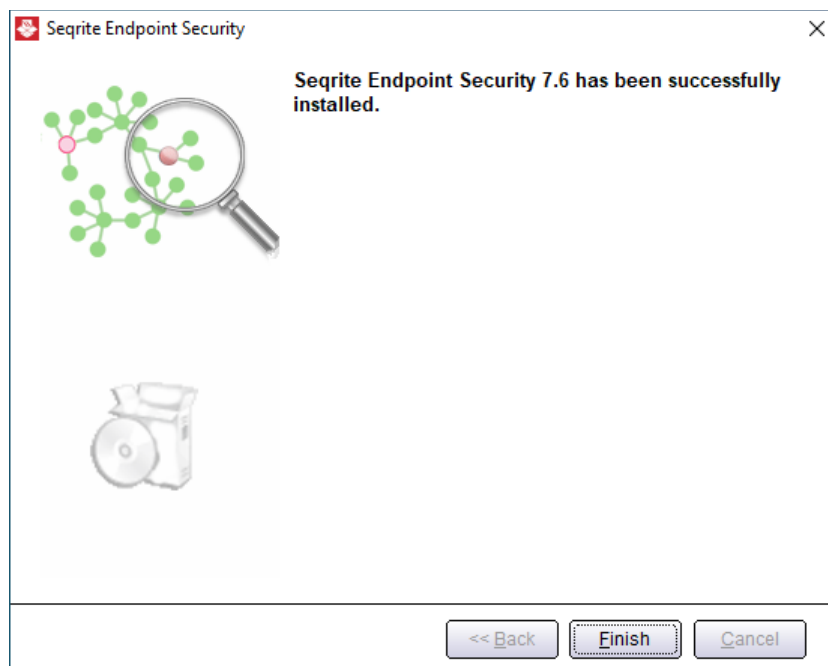 Seqrite Endpoint Security
Seqrite Endpoint Security 7.6 has been successfully
installed.
<< Back
Finish
Cancel